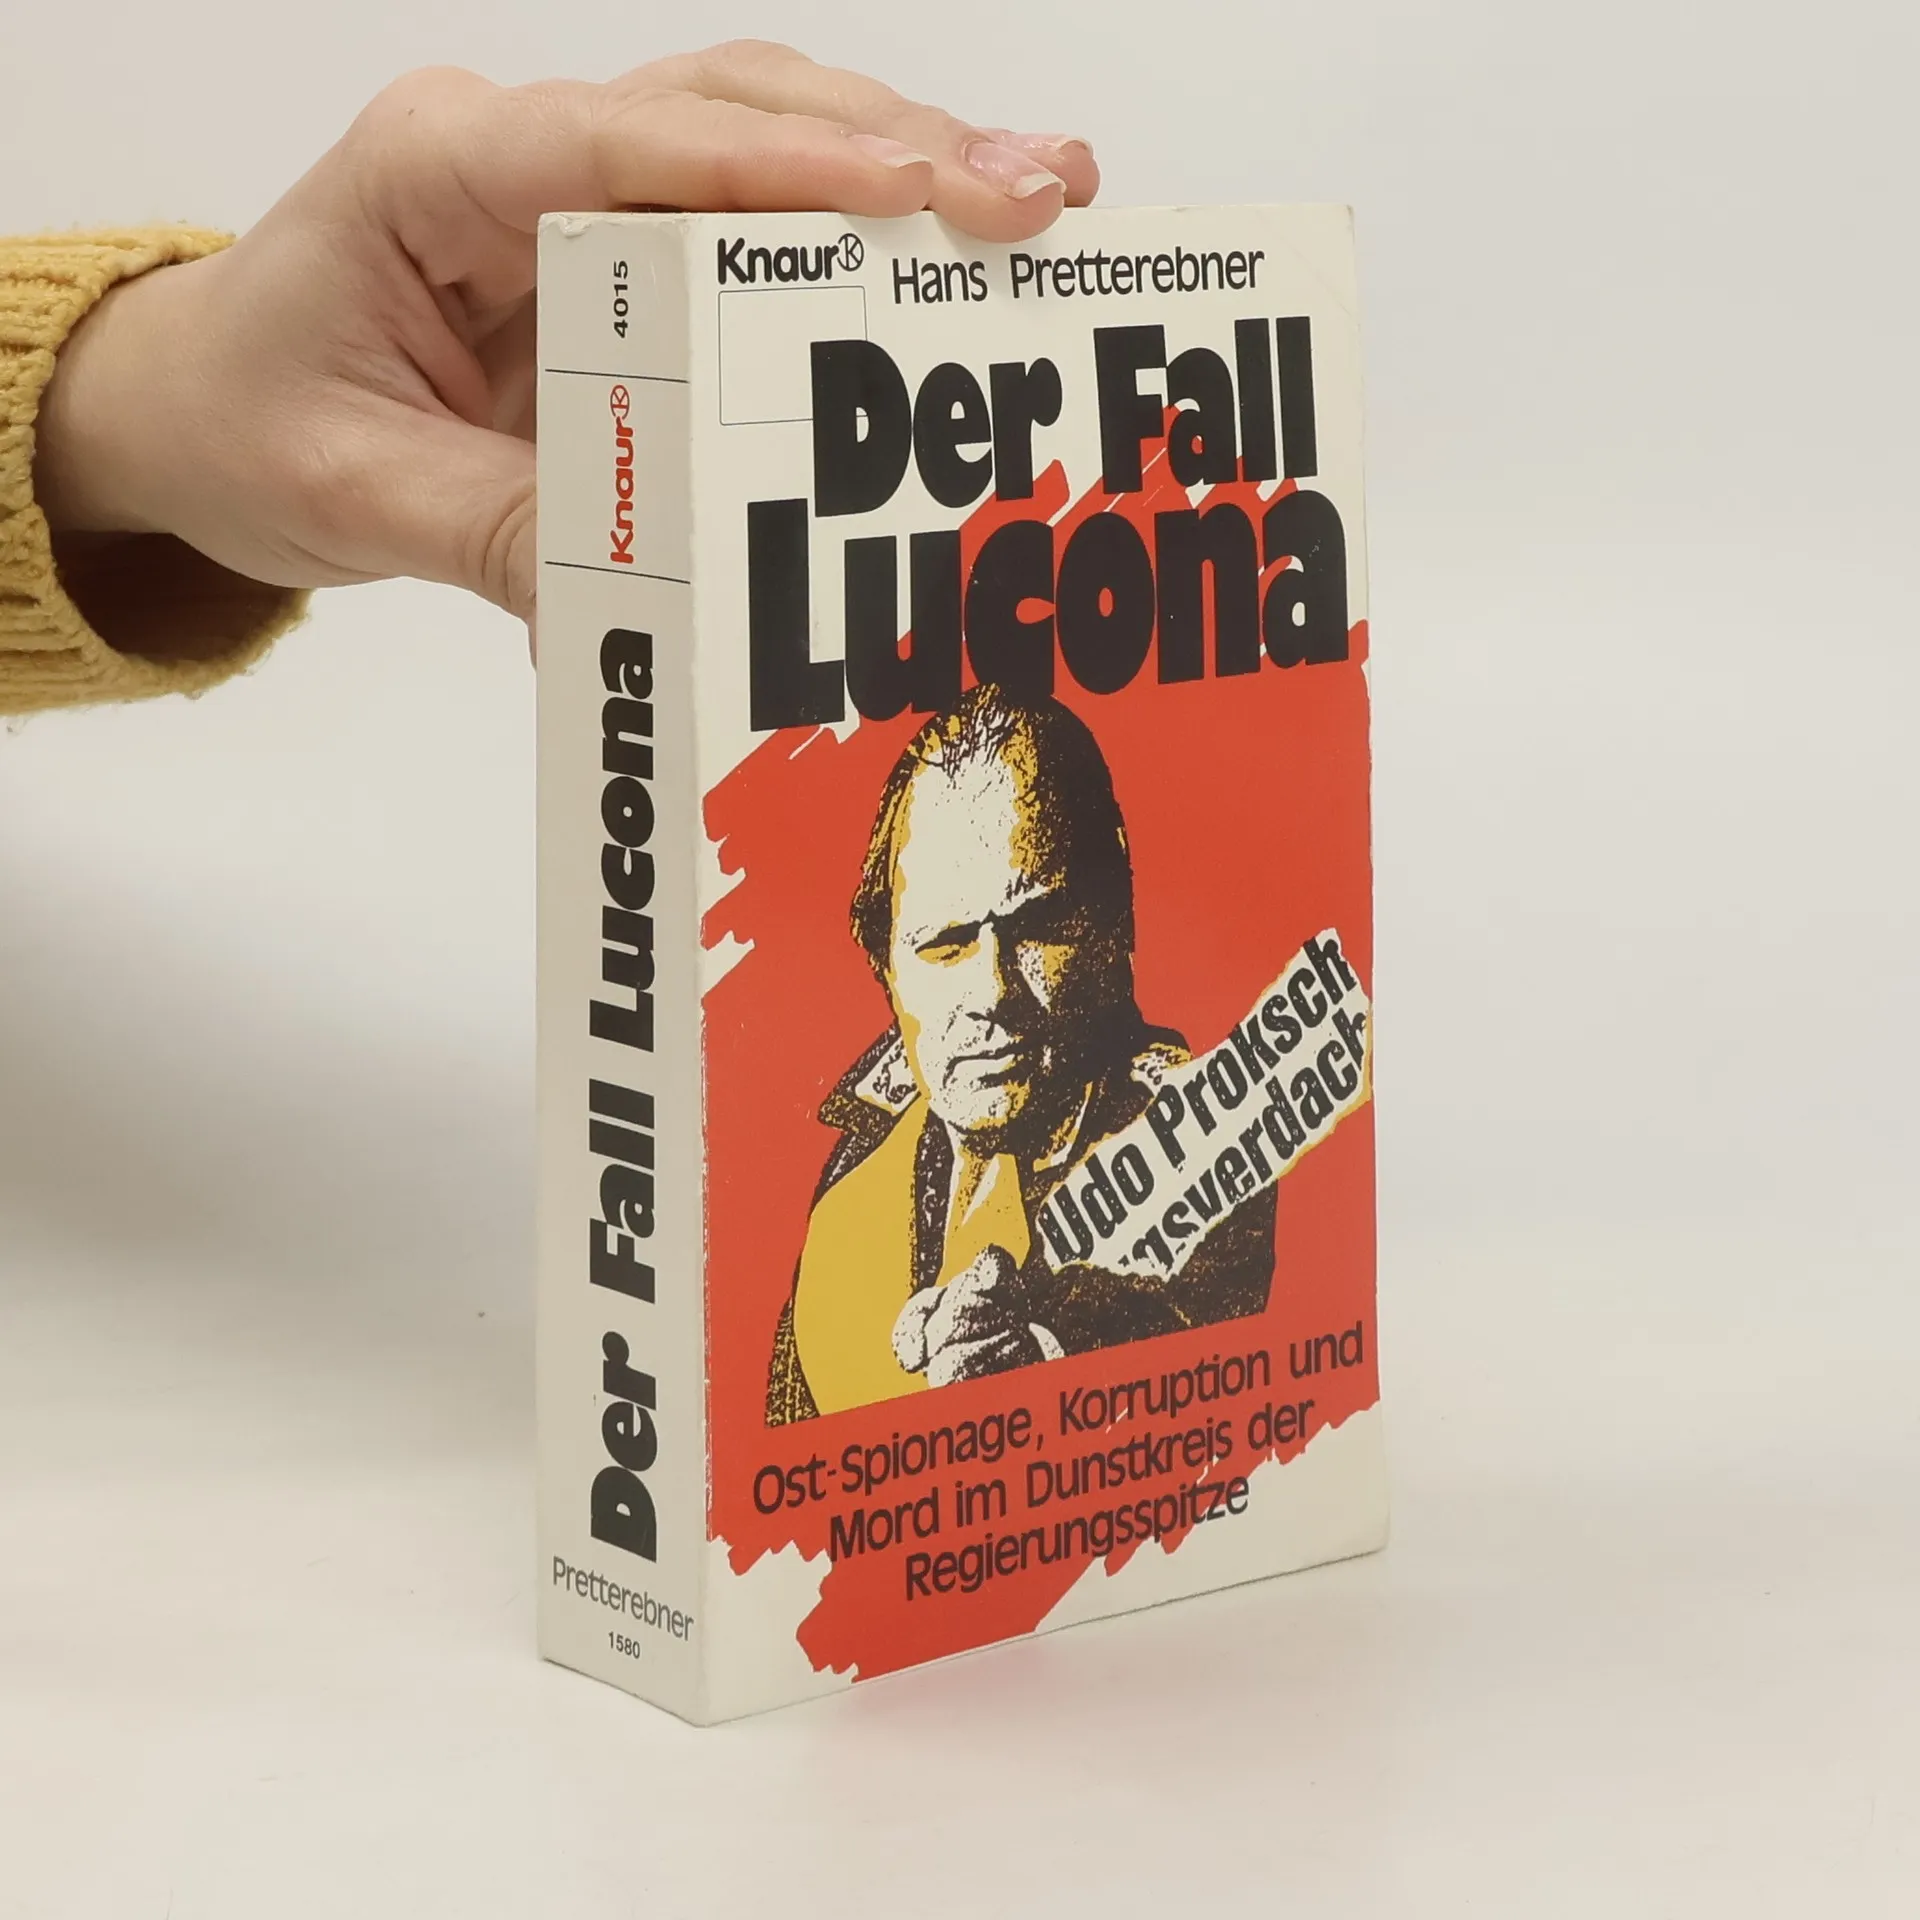 4015
Knaur
Der Fall Lucona
Pretterebner
1580
Knaur
Hans Pretterebner
Der Fall
Lucona
Udo Proksch
gsverdach
Ost-Spionage, Korruption und
Mord im Dunstkreis der
Regierungsspitze